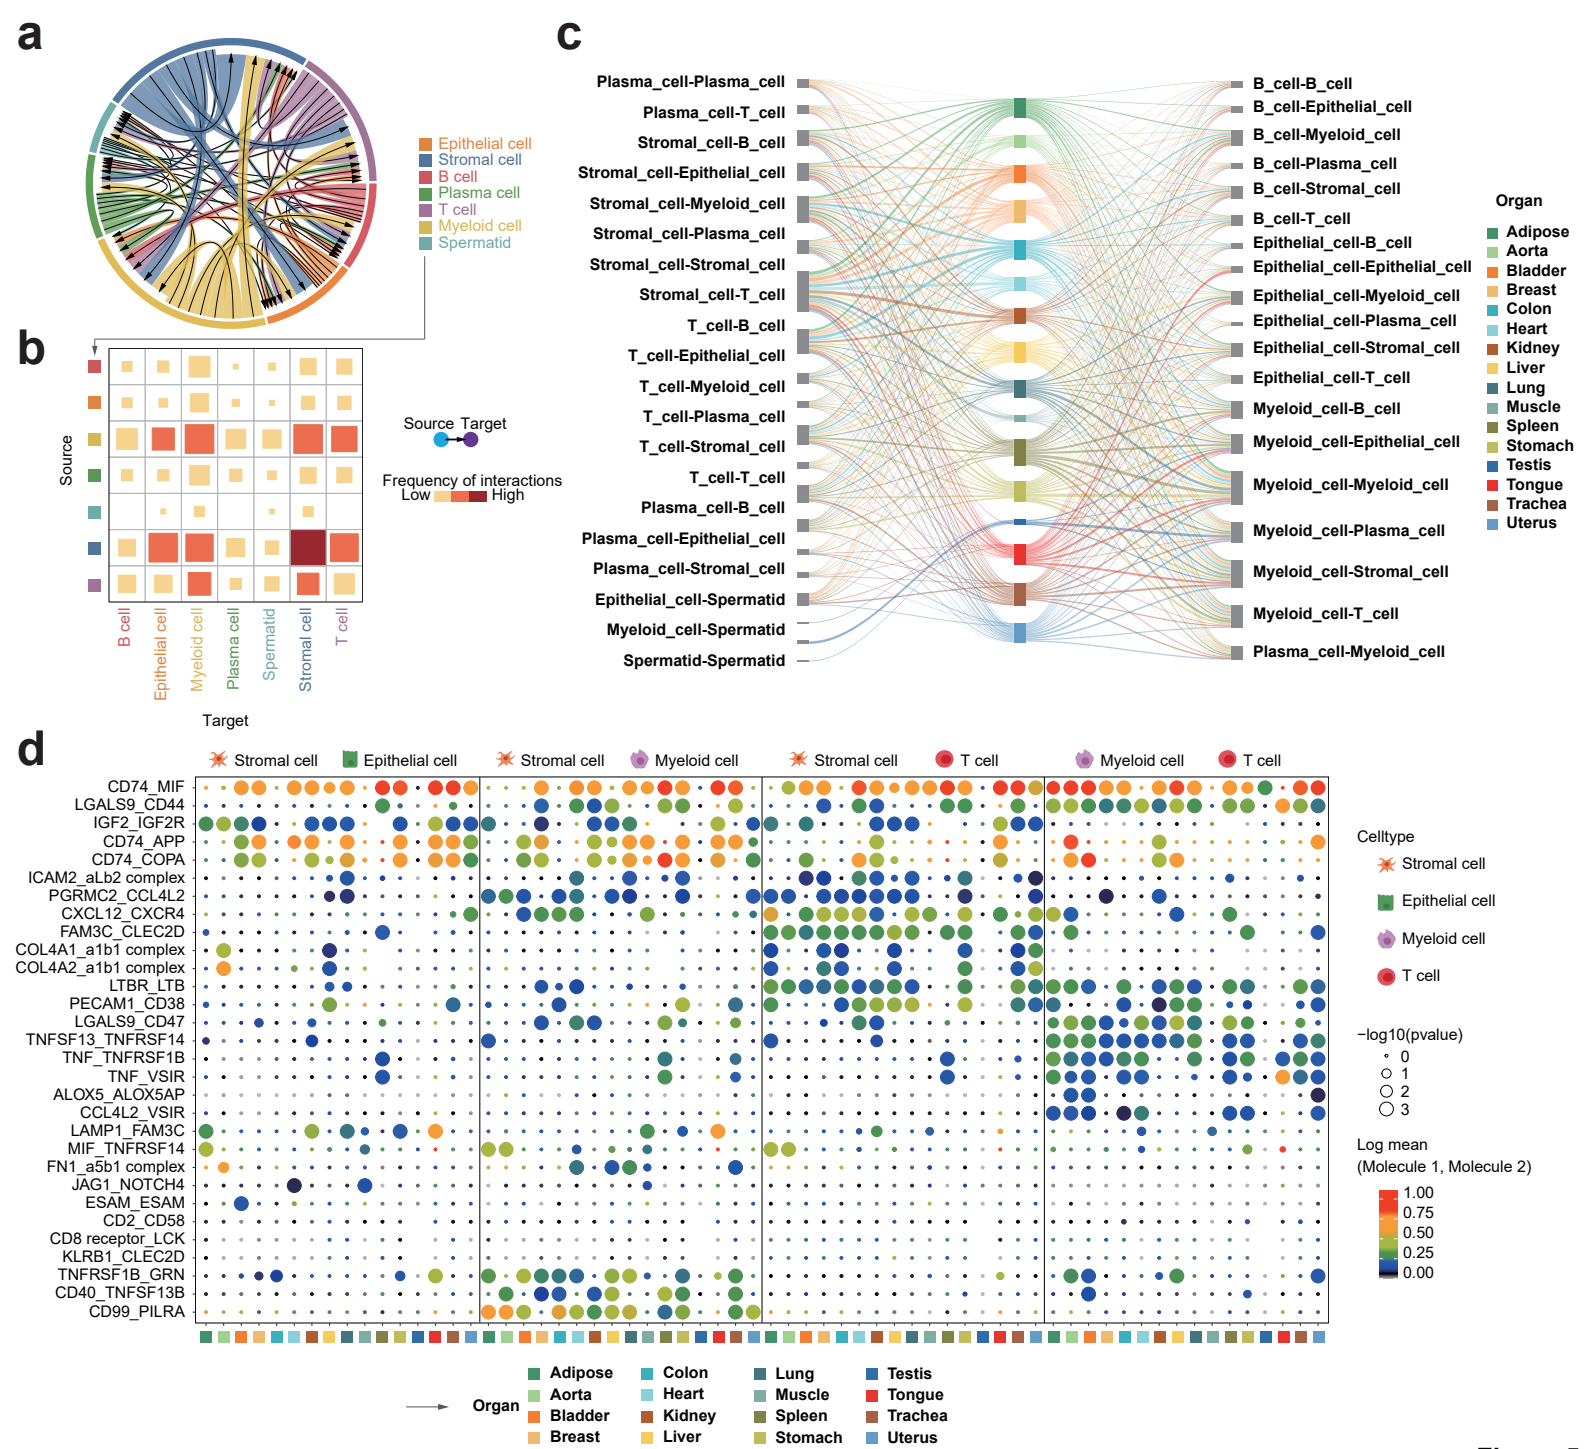 a
Epithelial cell
Stromal cell
B cell
Plasma cell
T cell
Myeloid cell
Spermatid
b
Source
Source Target
Frequency of interactions
Low High
B cell
Epithelial cell
Myeloid cell
Plasma cell
Spermatid
Stromal cell
T cell
Target
c
Plasma_cell-Plasma_cell
Plasma_cell-T_cell
Stromal_cell-B_cell
Stromal_cell-Epithelial_cell
Stromal_cell-Myeloid_cell
Stromal_cell-Plasma_cell
Stromal_cell-Stromal_cell
Stromal_cell-T_cell
T_cell-B_cell
T_cell-Epithelial_cell
T_cell-Myeloid_cell
T_cell-Plasma_cell
T_cell-Stromal_cell
T_cell-T_cell
Plasma_cell-B_cell
Plasma_cell-Epithelial_cell
Plasma_cell-Stromal_cell
Epithelial_cell-Spermatid
Myeloid_cell-Spermatid
Spermatid-Spermatid
B_cell-B_cell
B_cell-Epithelial_cell
B_cell-Myeloid_cell
B_cell-Plasma_cell
B_cell-Stromal_cell
B_cell-T_cell
Epithelial_cell-B_cell
Epithelial_cell-Epithelial_cell
Epithelial_cell-Myeloid_cell
Epithelial_cell-Plasma_cell
Epithelial_cell-Stromal_cell
Epithelial_cell-T_cell
Myeloid_cell-B_cell
Myeloid_cell-Epithelial_cell
Myeloid_cell-Myeloid_cell
Myeloid_cell-Plasma_cell
Myeloid_cell-Stromal_cell
Myeloid_cell-T_cell
Plasma_cell-Myeloid_cell
Organ
Adipose
Aorta
Bladder
Breast
Colon
Heart
Kidney
Liver
Lung
Muscle
Spleen
Stomach
Testis
Tongue
Trachea
Uterus
d
Stromal cell Epithelial cell Stromal cell Myeloid cell Stromal cell T cell Myeloid cell T cell
CD74_MIF
LGALS9_CD44
IGF2_IGF2R
CD74_APP
CD74_COPA
ICAM2_aLb2 complex
PGRMC2_CCL4L2
CXCL12_CXCR4
FAM3C_CLEC2D
COL4A1_a1b1 complex
COL4A2_a1b1 complex
LTBR_LTB
PECAM1_CD38
LGALS9_CD47
TNFSF13_TNFRSF14
TNF_TNFRSF1B
TNF_VSIR
ALOX5_ALOX5AP
CCL4L2_VSIR
LAMP1_FAM3C
MIF_TNFRSF14
FN1_a5b1 complex
JAG1_NOTCH4
ESAM_ESAM
CD2_CD58
CD8 receptor_LCK
KLRB1_CLEC2D
TNFRSF1B_GRN
CD40_TNFSF13B
CD99_PILRA
Celltype
Stromal cell
Epithelial cell
Myeloid cell
T cell
−log10(pvalue)
0
1
2
3
Log mean
(Molecule 1, Molecule 2)
1.00
0.75
0.50
0.25
0.00
Organ
Adipose Colon Lung Testis
Aorta Heart Muscle Tongue
Bladder Kidney Spleen Trachea
Breast Liver Stomach Uterus